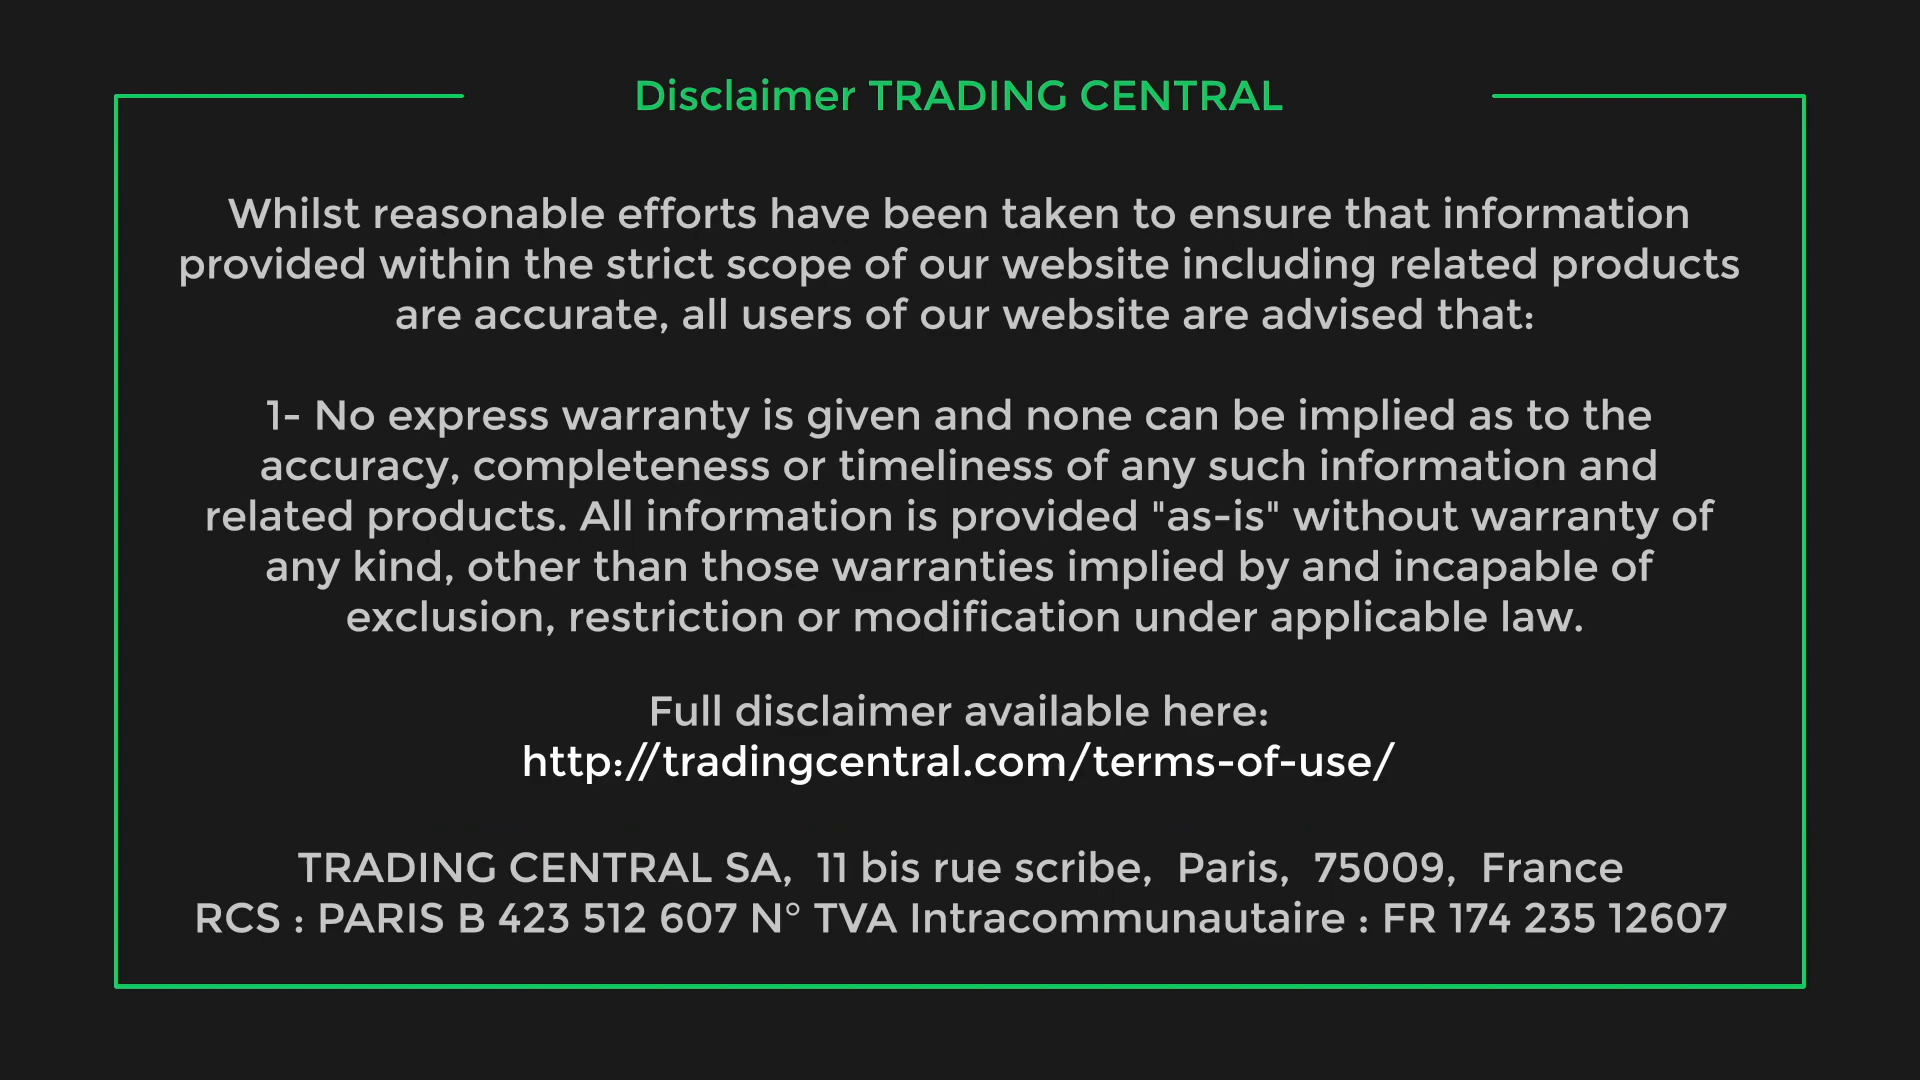 Disclaimer TRADING CENTRAL
Whilst reasonable efforts have been taken to ensure that information
provided within the strict scope of our website including related products
are accurate, all users of our website are advised that:
1- No express warranty is given and none can be implied as to the
accuracy, completeness or timeliness of any such information and
related products. All information is provided "as-is" without warranty of
any kind, other than those warranties implied by and incapable of
exclusion, restriction or modification under applicable law.
Full disclaimer available here:
http://tradingcentral.com/terms-of-use/
TRADING CENTRAL SA, 11 bis rue scribe, Paris, 75009, France
RCS : PARIS B 423 512 607 N° TVA Intracommunautaire : FR 174 235 12607